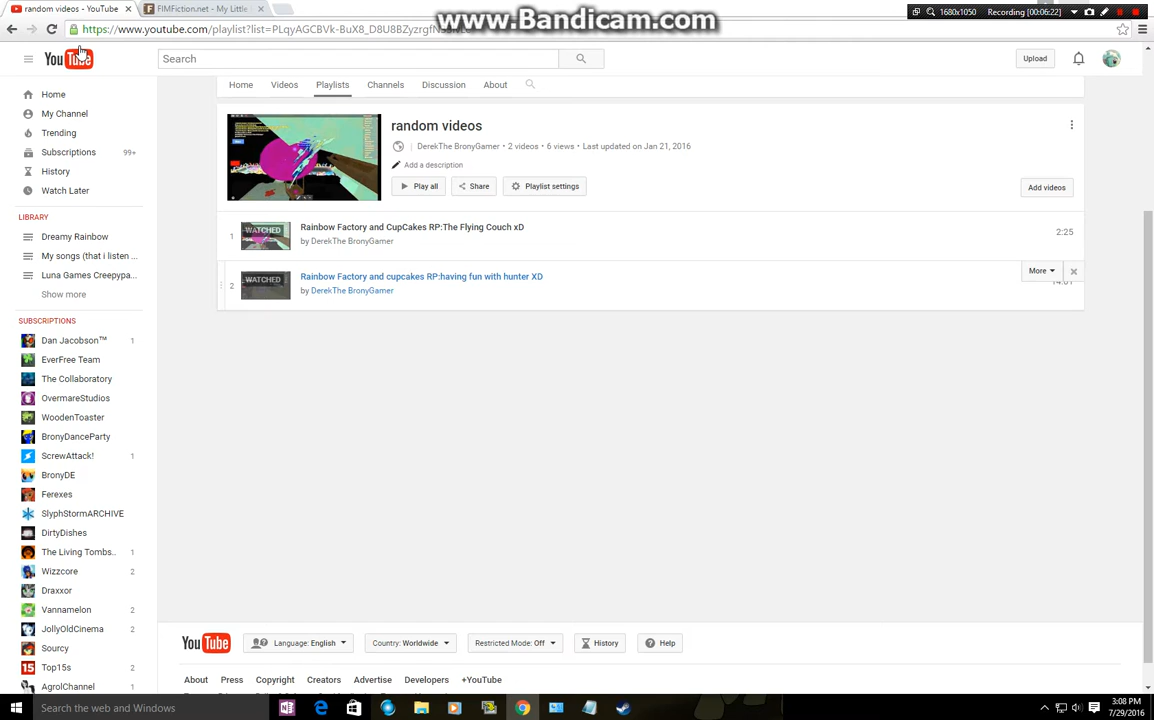 random videos - YouTube
FIMFiction.net - My Little
www.Bandicam.com
1680x1050
Recording [00:06:22]
https://www.youtube.com/playlist?list=PLqyAGCBVk-BuX8_D8U8BZyzrgf
YouTube
Search
Upload
Home
My Channel
Trending
Subscriptions 99+
History
Watch Later
LIBRARY
Dreamy Rainbow
My songs (that i listen ...
Luna Games Creepypa...
Show more
SUBSCRIPTIONS
Dan Jacobson™ 1
EverFree Team
The Collaboratory
OvermareStudios
WoodenToaster
BronyDanceParty
ScrewAttack! 1
BronyDE
Ferexes
SlyphStormARCHIVE
DirtyDishes
The Living Tombs.. 1
Wizzcore 2
Draxxor
Vannamelon 2
JollyOldCinema 2
Sourcy
Top15s 2
AgrolChannel 1
Home Videos Playlists Channels Discussion About
random videos
DerekThe BronyGamer • 2 videos • 6 views • Last updated on Jan 21, 2016
Add a description
Play all Share Playlist settings
Add videos
1 WATCHED Rainbow Factory and CupCakes RP:The Flying Couch xD 2:25
by DerekThe BronyGamer
2 WATCHED Rainbow Factory and cupcakes RP:having fun with hunter XD
More
by DerekThe BronyGamer
YouTube Language: English Country: Worldwide Restricted Mode: Off History Help
About Press Copyright Creators Advertise Developers +YouTube
Search the web and Windows
3:08 PM
7/29/2016